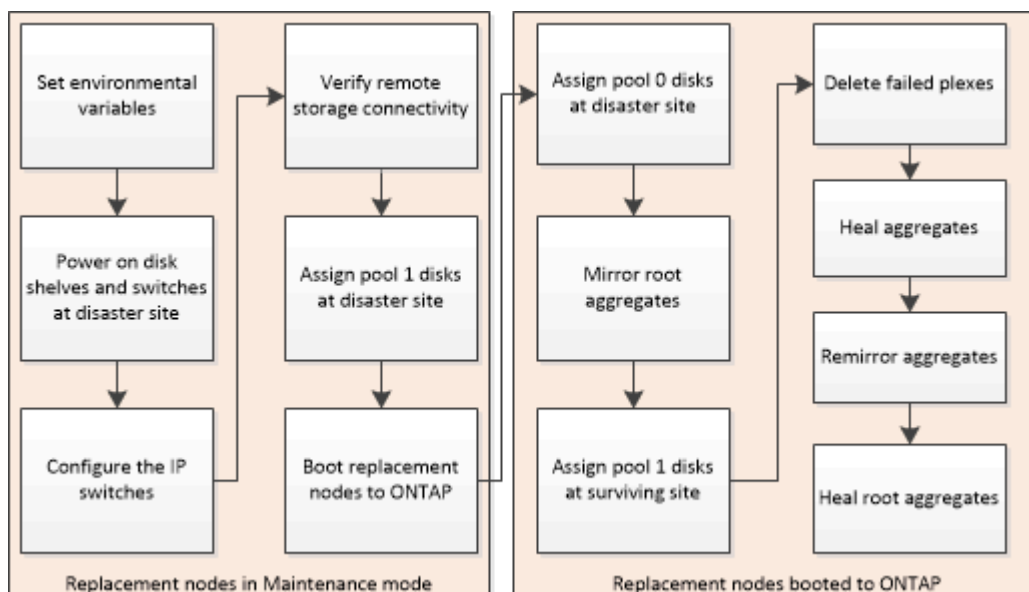 Set environmental
variables
Power on disk
shelves and switches
at disaster site
Configure the IP
switches
Verify remote
storage connectivity
Assign pool 1 disks
at disaster site
Boot replacement
nodes to ONTAP
Replacement nodes in Maintenance mode
Assign pool 0 disks
at disaster site
Mirror root
aggregates
Assign pool 1 disks
at surviving site
Delete failed plexes
Heal aggregates
Remirror aggregates
Heal root aggregates
Replacement nodes booted to ONTAP